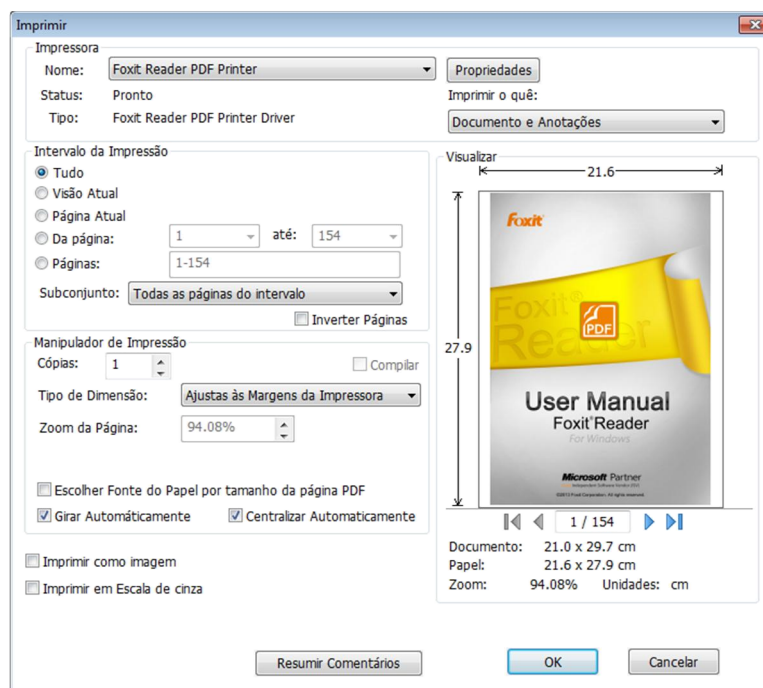 Imprimir
Impressora
Nome: Foxit Reader PDF Printer Propriedades
Status: Pronto Imprimir o quê:
Tipo: Foxit Reader PDF Printer Driver Documento e Anotações
Intervalo da Impressão
Tudo
Visão Atual
Página Atual
Da página: 1 até: 154
Páginas: 1-154
Subconjunto: Todas as páginas do intervalo
Inverter Páginas
Manipulador de Impressão
Cópias: 1 Compilar
Tipo de Dimensão: Ajustas às Margens da Impressora
Zoom da Página: 94.08%
Escolher Fonte do Papel por tamanho da página PDF
Girar Automáticamente Centralizar Automaticamente
Imprimir como imagem
Imprimir em Escala de cinza
Visualizar
21.6
27.9
Foxit
Foxit®
Reader
PDF
User Manual
Foxit® Reader
For Windows
Microsoft Partner
©2013 Foxit Corporation. All rights reserved.
1 / 154
Documento: 21.0 x 29.7 cm
Papel: 21.6 x 27.9 cm
Zoom: 94.08% Unidades: cm
Resumir Comentários OK Cancelar